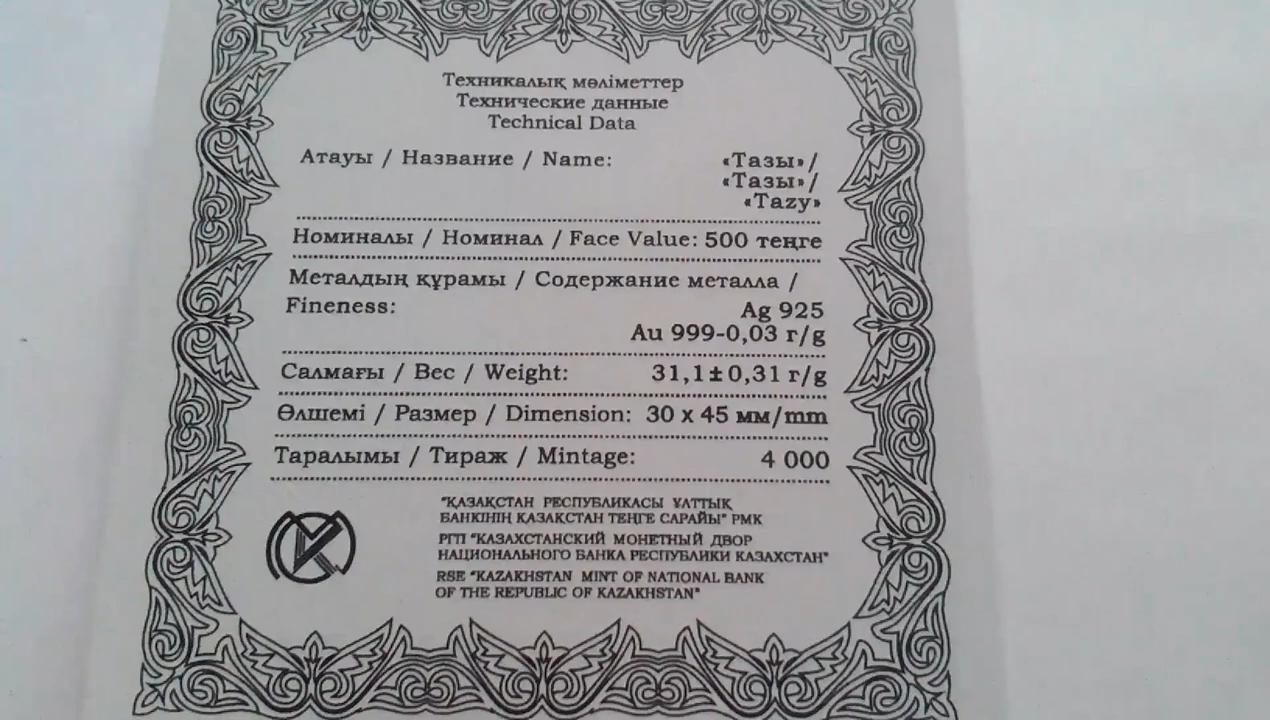 Техникалық мәліметтер
Технические данные
Technical Data
Атауы / Название / Name: «Тазы» /
«Тазы» /
«Tazy»
Номиналы / Номинал / Face Value: 500 теңге
Металдың құрамы / Содержание металла /
Fineness: Ag 925
Au 999-0,03 г/g
Салмағы / Вес / Weight: 31,1±0,31 г/g
Өлшемі / Размер / Dimension: 30 x 45 мм/mm
Таралымы / Тираж / Mintage: 4 000
"ҚАЗАҚСТАН РЕСПУБЛИКАСЫ ҰЛТТЫҚ
БАНКІНІҢ ҚАЗАҚСТАН ТЕҢГЕ САРАЙЫ" РМК
РГП "КАЗАХСТАНСКИЙ МОНЕТНЫЙ ДВОР
НАЦИОНАЛЬНОГО БАНКА РЕСПУБЛИКИ КАЗАХСТАН"
RSE "KAZAKHSTAN MINT OF NATIONAL BANK
OF THE REPUBLIC OF KAZAKHSTAN"